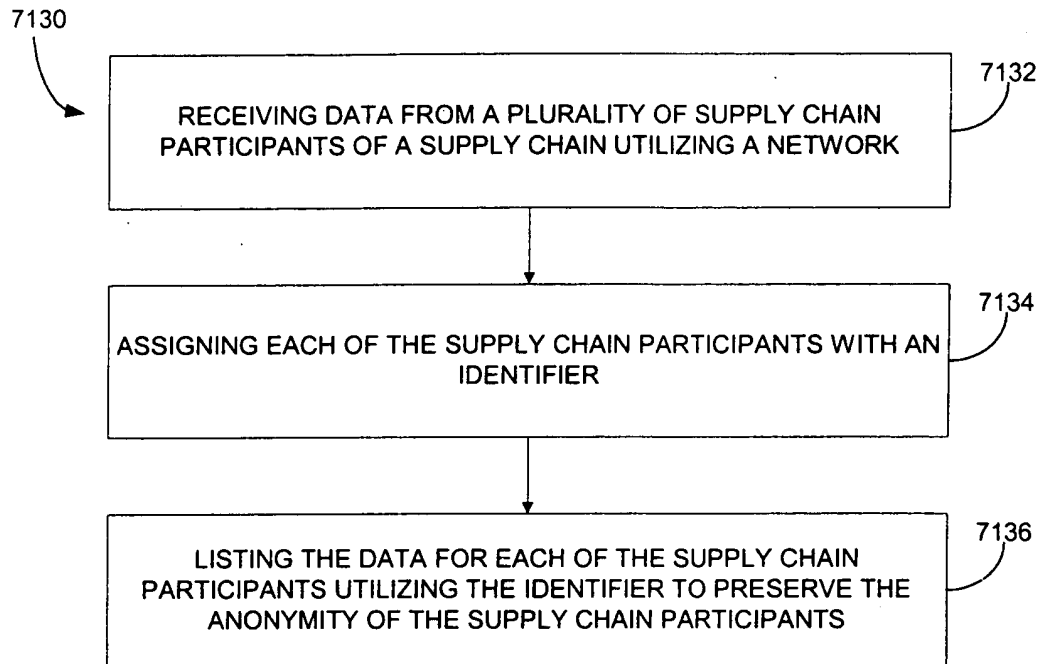 7130
7132
RECEIVING DATA FROM A PLURALITY OF SUPPLY CHAIN
PARTICIPANTS OF A SUPPLY CHAIN UTILIZING A NETWORK
7134
ASSIGNING EACH OF THE SUPPLY CHAIN PARTICIPANTS WITH AN
IDENTIFIER
7136
LISTING THE DATA FOR EACH OF THE SUPPLY CHAIN
PARTICIPANTS UTILIZING THE IDENTIFIER TO PRESERVE THE
ANONYMITY OF THE SUPPLY CHAIN PARTICIPANTS